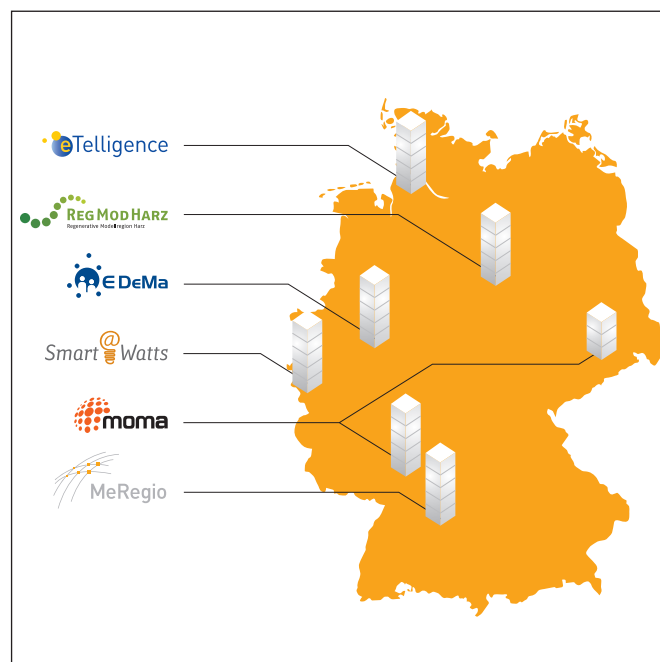 eTelligence
RegModHarz
Regenerative Modellregion Harz
E DeMa
Smart@Watts
moma
MeRegio